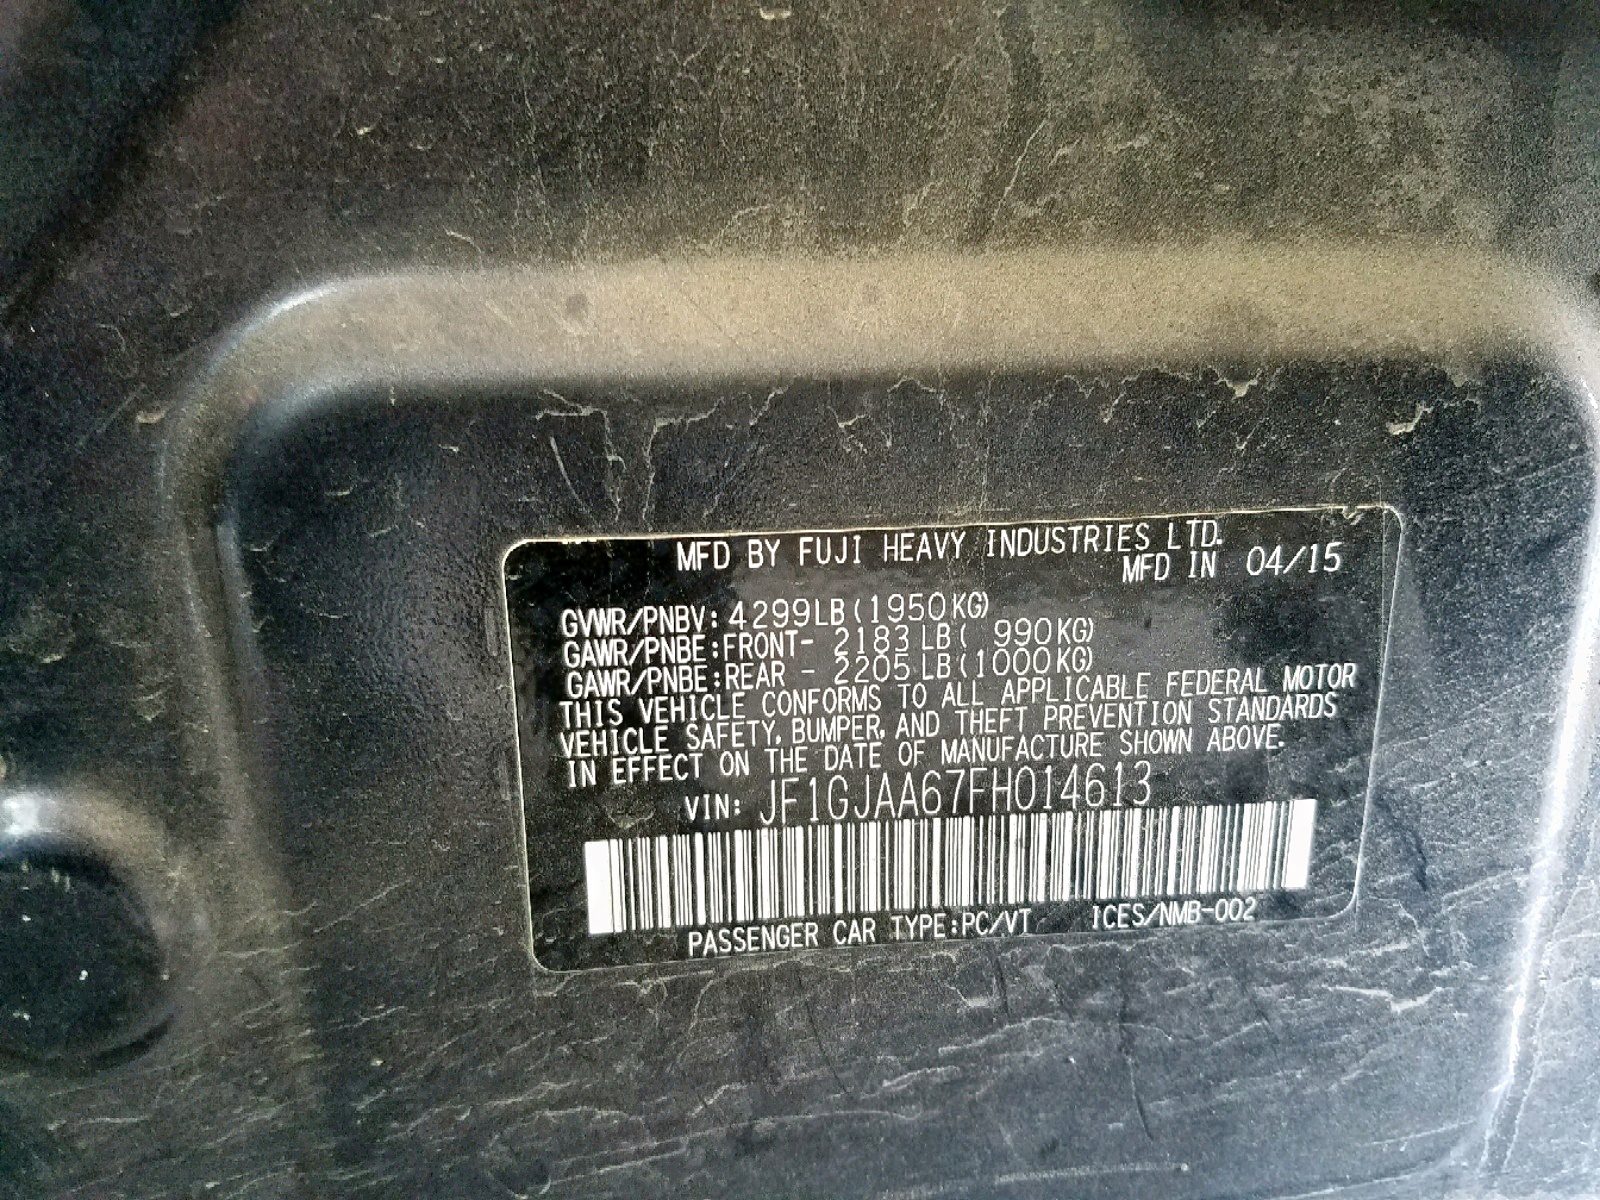 MFD BY FUJI HEAVY INDUSTRIES LTD.
MFD IN 04/15
GVWR/PNBV: 4299LB (1950KG)
GAWR/PNBE:FRONT- 2183 LB ( 990KG)
GAWR/PNBE:REAR - 2205 LB (1000KG)
THIS VEHICLE CONFORMS TO ALL APPLICABLE FEDERAL MOTOR
VEHICLE SAFETY, BUMPER, AND THEFT PREVENTION STANDARDS
IN EFFECT ON THE DATE OF MANUFACTURE SHOWN ABOVE.
VIN: JF1GJAA67FH014613
PASSENGER CAR TYPE:PC/VT ICES/NMB-002